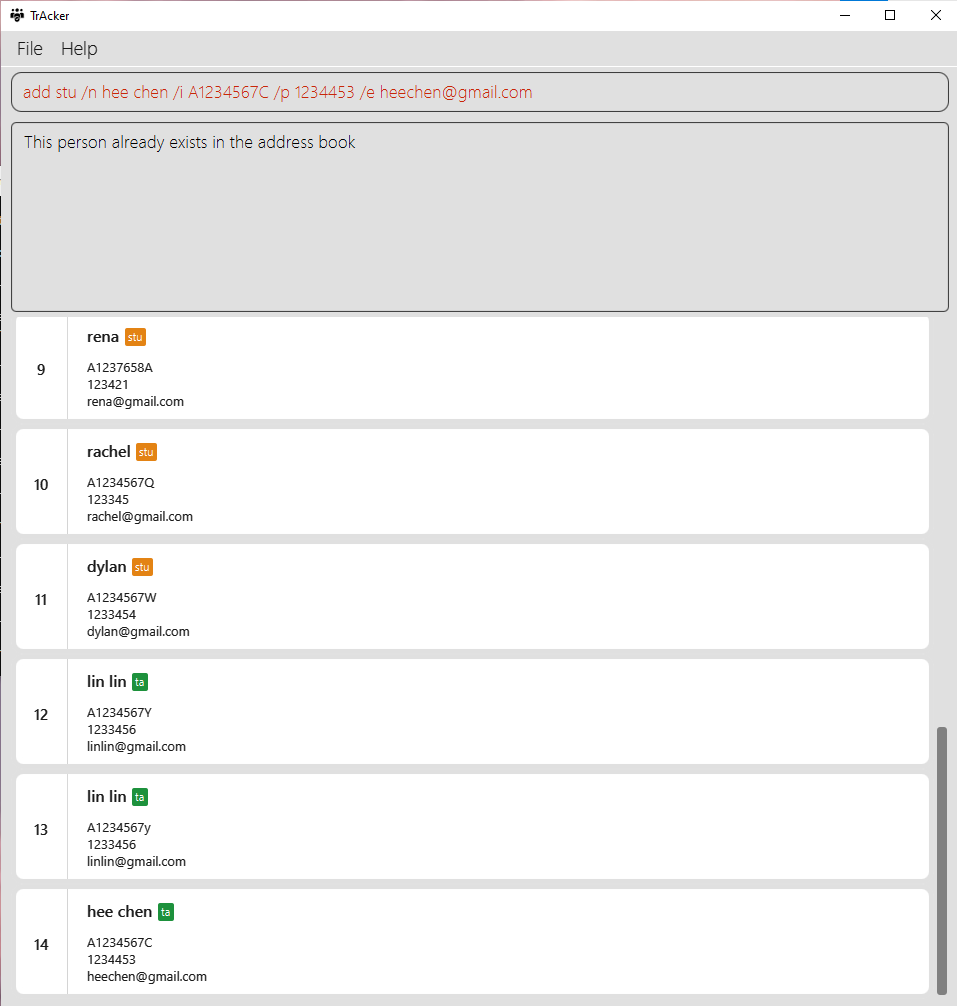 TrAcker
File Help
add stu /n hee chen /i A1234567C /p 1234453 /e heechen@gmail.com
This person already exists in the address book
rena stu
9
A1237658A
123421
rena@gmail.com
rachel stu
10
A1234567Q
123345
rachel@gmail.com
dylan stu
11
A1234567W
1233454
dylan@gmail.com
lin lin ta
12
A1234567Y
1233456
linlin@gmail.com
lin lin ta
13
A1234567y
1233456
linlin@gmail.com
hee chen ta
14
A1234567C
1234453
heechen@gmail.com